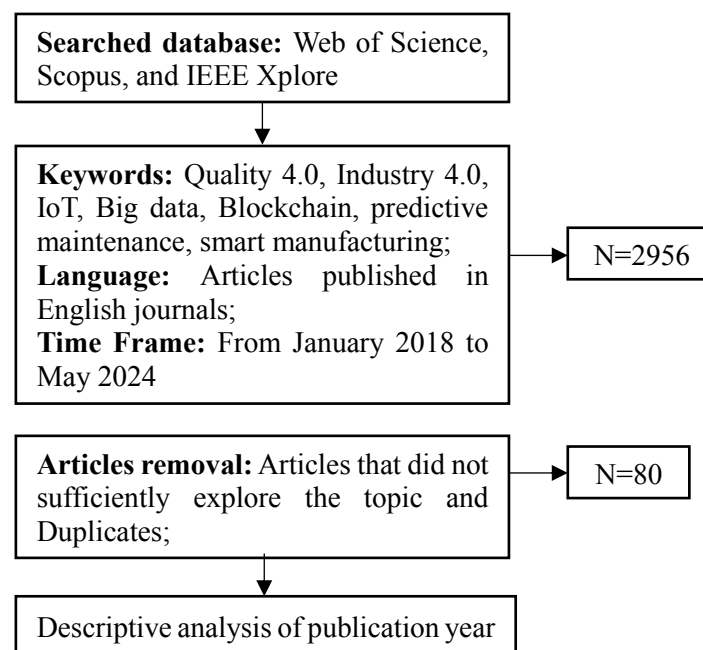 Searched database: Web of Science,
Scopus, and IEEE Xplore
Keywords: Quality 4.0, Industry 4.0,
IoT, Big data, Blockchain, predictive
maintenance, smart manufacturing;
Language: Articles published in
English journals;
Time Frame: From January 2018 to
May 2024
N=2956
Articles removal: Articles that did not
sufficiently explore the topic and
Duplicates;
N=80
Descriptive analysis of publication year